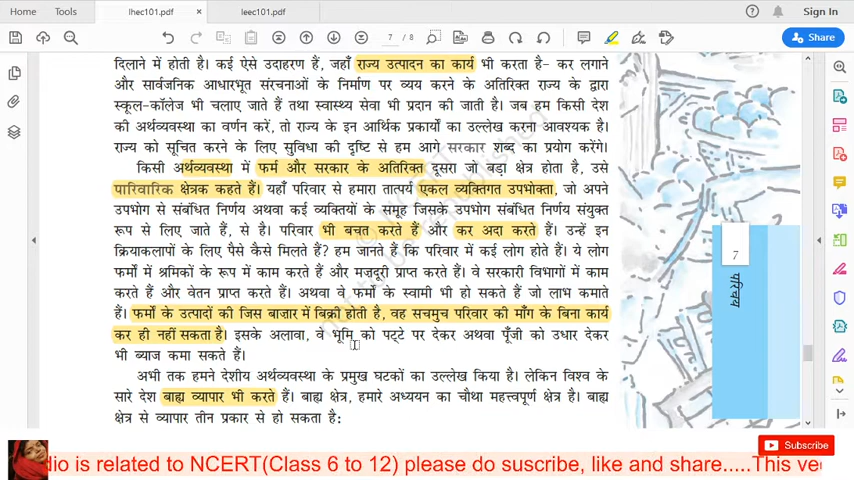 lhec101.pdf × leec101.pdf Sign In
7 / 8 Share
दिलाने में होती है। कई ऐसे उदाहरण हैं, जहाँ राज्य उत्पादन का कार्य भी करता है- कर लगाने
और सार्वजनिक आधारभूत संरचनाओं के निर्माण पर व्यय करने के अतिरिक्त राज्य के द्वारा
स्कूल-कॉलेज भी चलाए जाते हैं तथा स्वास्थ्य सेवा भी प्रदान की जाती है। जब हम किसी देश
की अर्थव्यवस्था का वर्णन करें, तो राज्य के इन आर्थिक प्रकार्यों का उल्लेख करना आवश्यक है।
राज्य को सूचित करने के लिए सुविधा की दृष्टि से हम आगे सरकार शब्द का प्रयोग करेंगे।
किसी अर्थव्यवस्था में फर्म और सरकार के अतिरिक्त दूसरा जो बड़ा क्षेत्र होता है, उसे
पारिवारिक क्षेत्रक कहते हैं। यहाँ परिवार से हमारा तात्पर्य एकल व्यक्तिगत उपभोक्ता, जो अपने
उपभोग से संबंधित निर्णय अथवा कई व्यक्तियों के समूह जिसके उपभोग संबंधित निर्णय संयुक्त
रूप से लिए जाते हैं, से है। परिवार भी बचत करते हैं और कर अदा करते हैं। उन्हें इन
क्रियाकलापों के लिए पैसे कैसे मिलते हैं? हम जानते हैं कि परिवार में कई लोग होते हैं। ये लोग
फर्मों में श्रमिकों के रूप में काम करते हैं और मजदूरी प्राप्त करते हैं। वे सरकारी विभागों में काम
करते हैं और वेतन प्राप्त करते हैं। अथवा वे फर्मों के स्वामी भी हो सकते हैं जो लाभ कमाते
हैं। फर्मों के उत्पादों की जिस बाजार में बिक्री होती है, वह सचमुच परिवार की माँग के बिना कार्य
कर ही नहीं सकता है। इसके अलावा, वे भूमि को पट्टे पर देकर अथवा पूँजी को उधार देकर
भी ब्याज कमा सकते हैं।
अभी तक हमने देशीय अर्थव्यवस्था के प्रमुख घटकों का उल्लेख किया है। लेकिन विश्व के
सारे देश बाह्य व्यापार भी करते हैं। बाह्य क्षेत्र, हमारे अध्ययन का चौथा महत्त्वपूर्ण क्षेत्र है। बाह्य
क्षेत्र से व्यापार तीन प्रकार से हो सकता है:
7
परिचय
Subscribe
dio is related to NCERT(Class 6 to 12) please do suscribe, like and share.....This